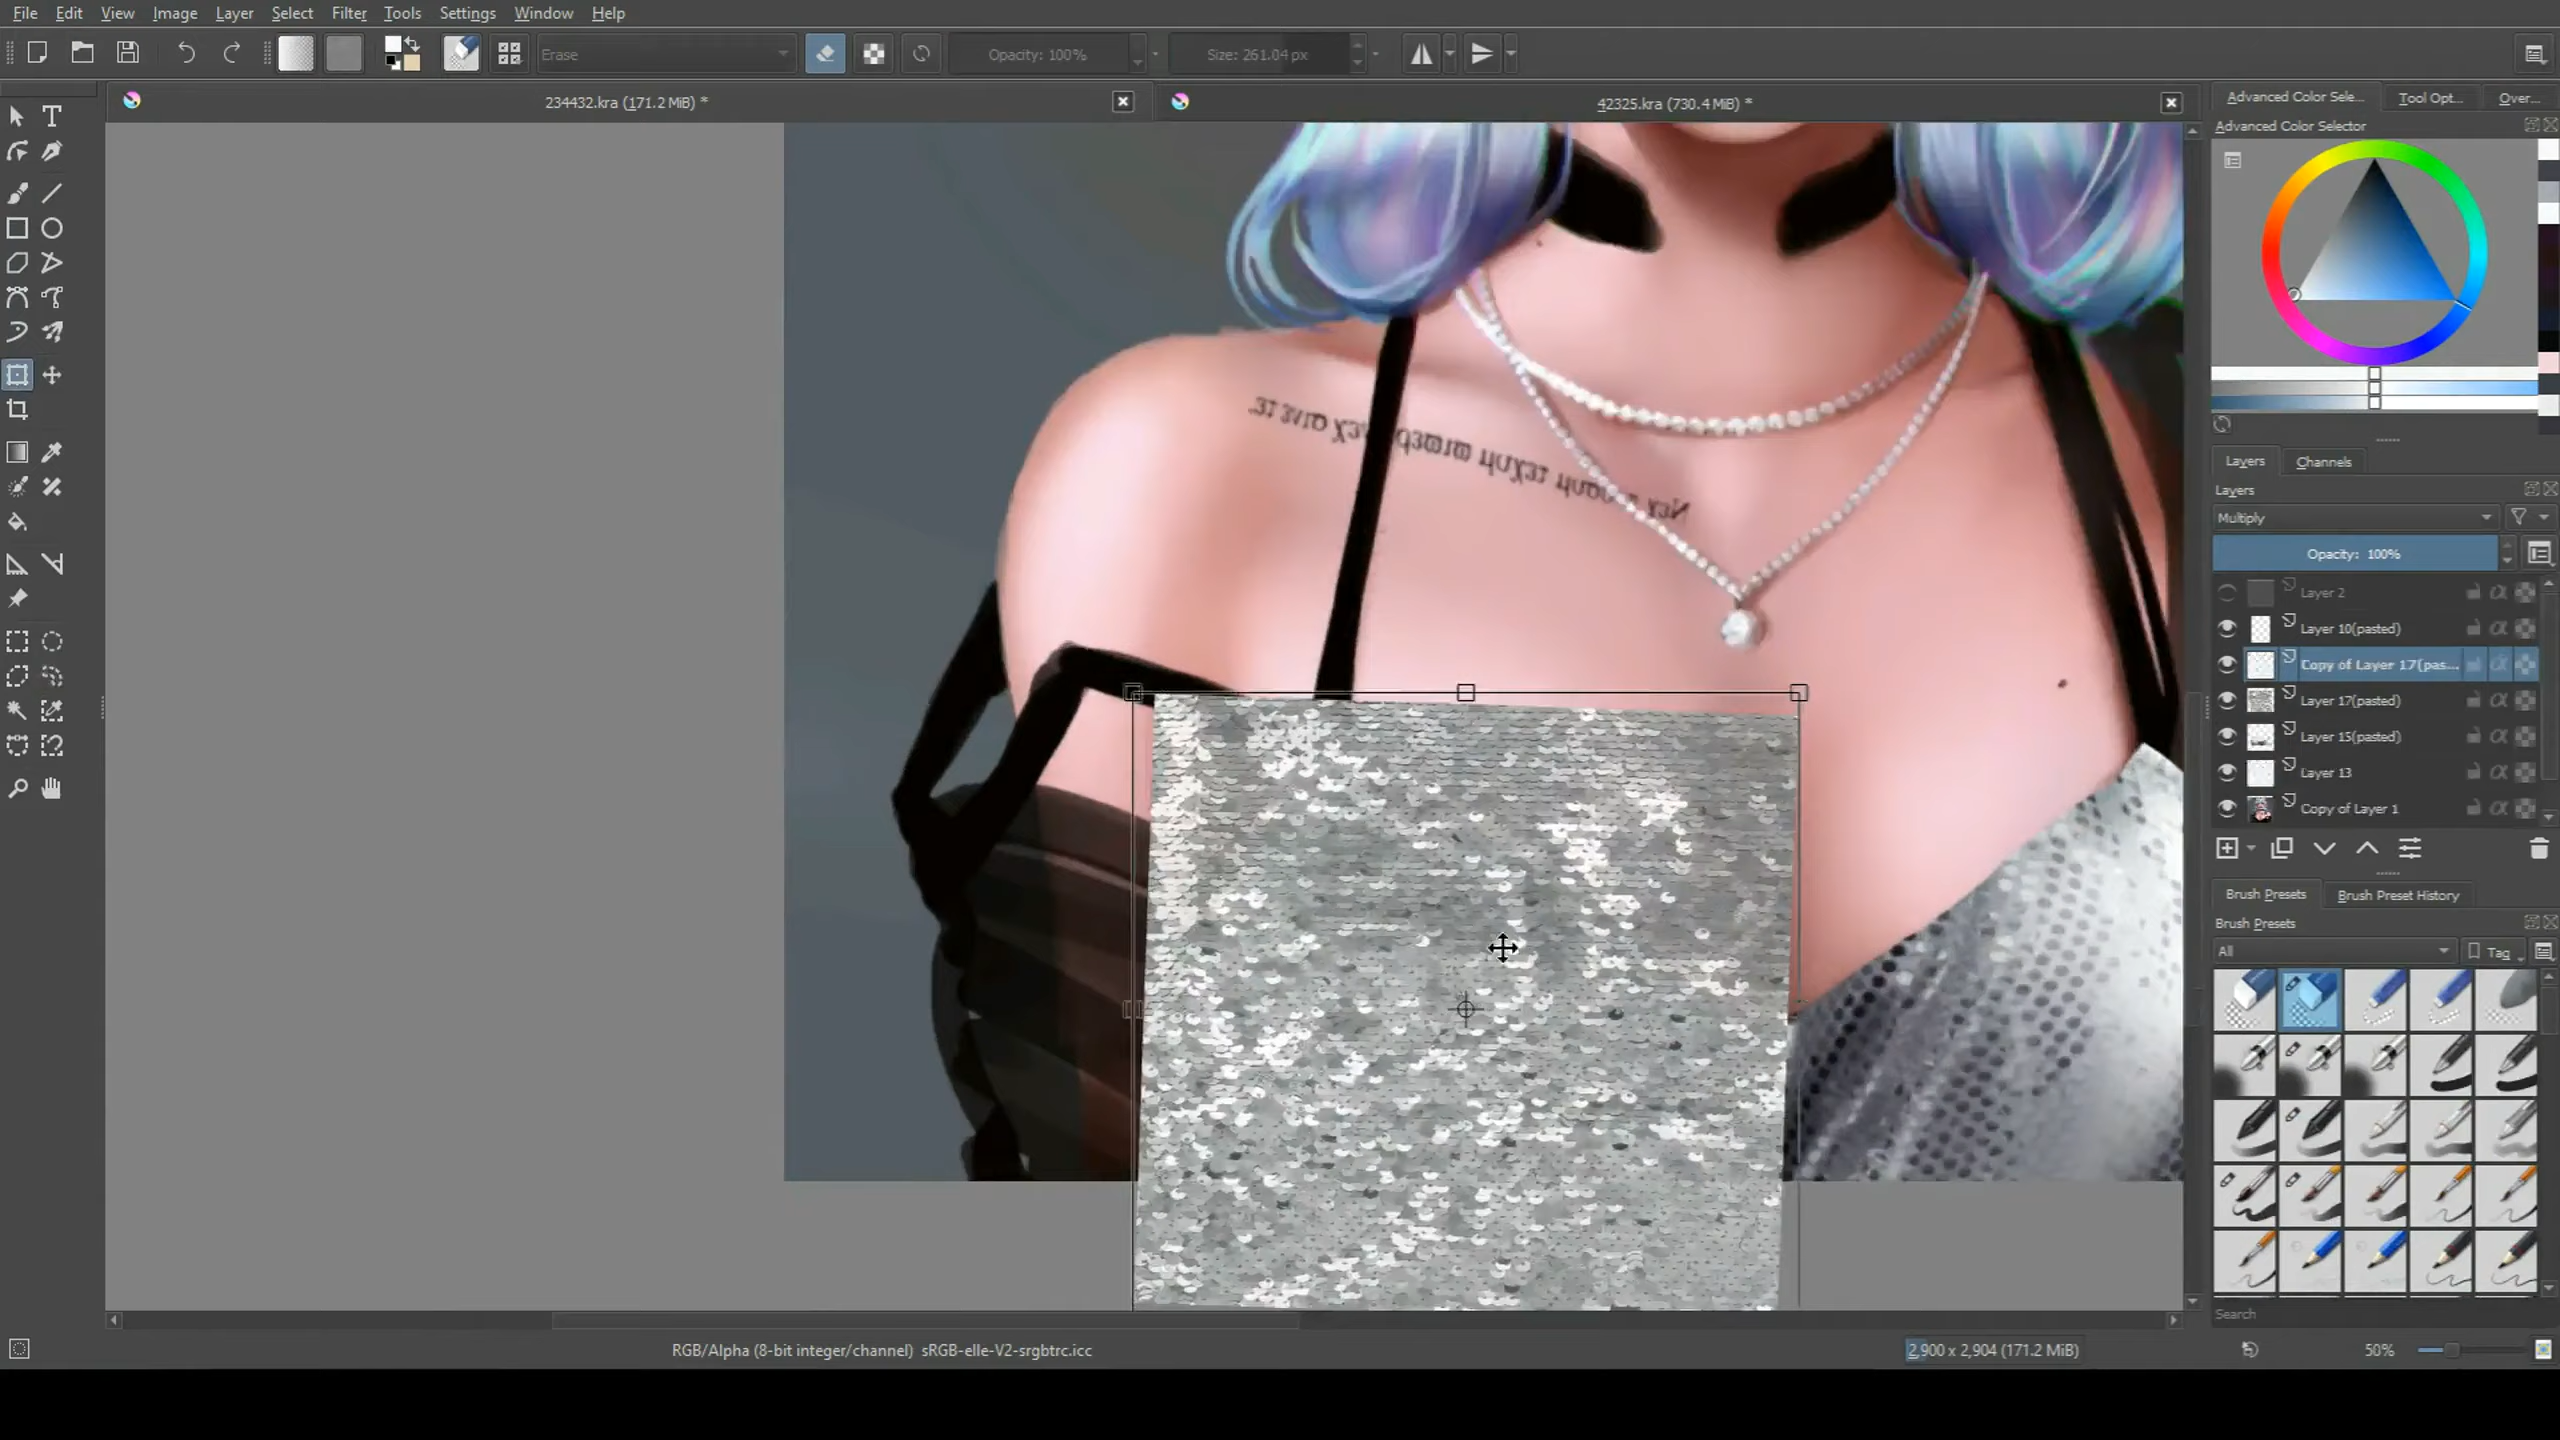 File Edit View Image Layer Select Filter Tools Settings Window Help
Erase Opacity: 100% Size: 261.04 px
234432.kra (171.2 MiB) * 42325.kra (730.4 MiB) *
Advanced Color Sele... Tool Opt... Over...
Advanced Color Selector
Layers Channels
Layers
Multiply
Opacity: 100%
Layer 2
Layer 10(pasted)
Copy of Layer 17(pas...
Layer 17(pasted)
Layer 15(pasted)
Layer 13
Copy of Layer 1
Brush Presets Brush Preset History
Brush Presets
All Tag
Search
RGB/Alpha (8-bit integer/channel) sRGB-elle-V2-srgbtrc.icc 2,900 x 2,904 (171.2 MiB) 50%